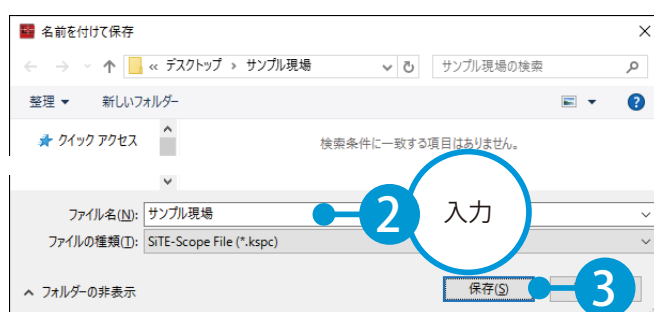 名前を付けて保存
« デスクトップ › サンプル現場
サンプル現場の検索
整理 ▼ 新しいフォルダー
クイック アクセス
検索条件に一致する項目はありません。
ファイル名(N): サンプル現場
2
入力
ファイルの種類(T): SiTE-Scope File (*.kspc)
フォルダーの非表示
保存(S)
3